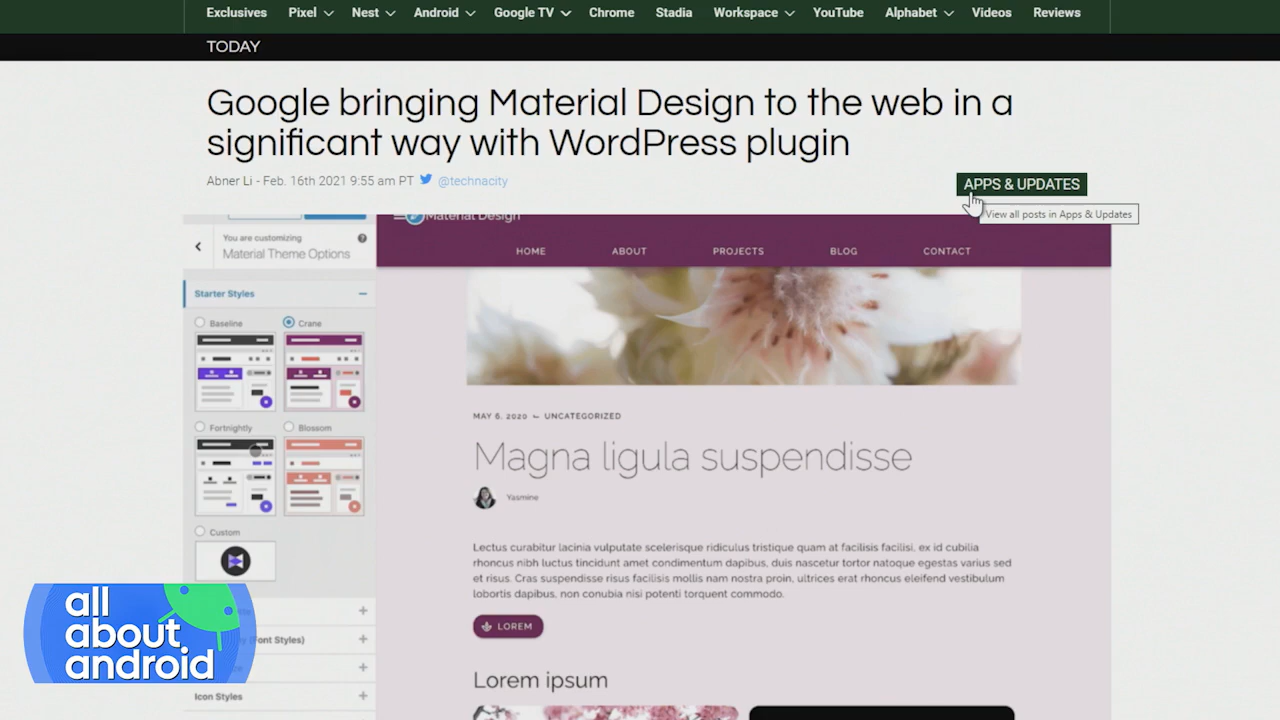 Exclusives Pixel Nest Android Google TV Chrome Stadia Workspace YouTube Alphabet Videos Reviews
TODAY
Google bringing Material Design to the web in a
significant way with WordPress plugin
Abner Li - Feb. 16th 2021 9:55 am PT @technacity
APPS & UPDATES
View all posts in Apps & Updates
You are customizing
Material Theme Options
Starter Styles
Baseline
Crane
Fortnightly
Blossom
Custom
(Font Styles)
Icon Styles
Material Design
HOME ABOUT PROJECTS BLOG CONTACT
MAY 6, 2020 ~ UNCATEGORIZED
Magna ligula suspendisse
Yasmine
Lectus curabitur lacinia vulputate scelerisque ridiculus tristique quam at facilisis facilisi, ex id cubilia
rhoncus nibh luctus tincidunt amet condimentum dapibus, duis nascetur tortor natoque egestas varius sed
et risus. Cras suspendisse risus facilisis mollis nam nostra proin, ultrices erat rhoncus eleifend vestibulum
lobortis dapibus, non conubia nisi potenti torquent commodo.
LOREM
Lorem ipsum
all
about
android